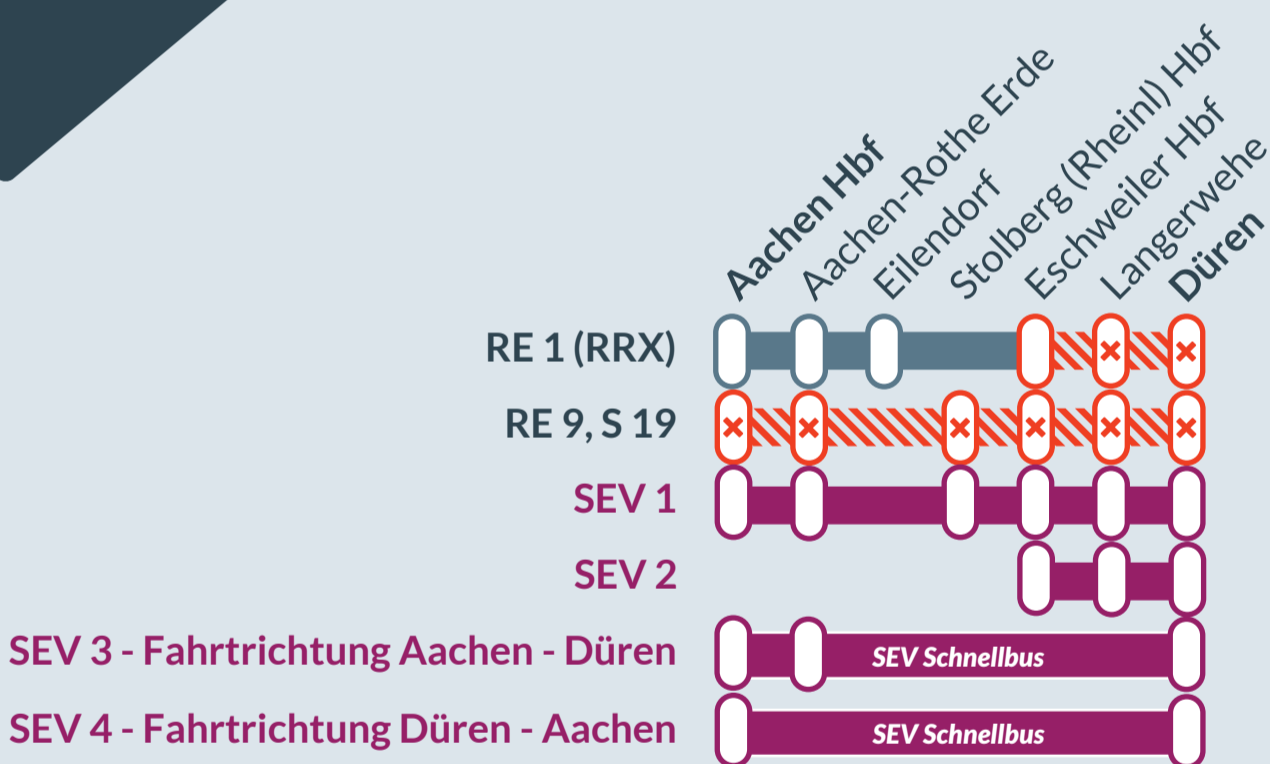 Aachen Hbf
Aachen-Rothe Erde
Eilendorf
Stolberg (Rheinl) Hbf
Eschweiler Hbf
Langerwehe
Düren
RE 1 (RRX)
RE 9, S 19
SEV 1
SEV 2
SEV 3 - Fahrtrichtung Aachen - Düren
SEV Schnellbus
SEV 4 - Fahrtrichtung Düren - Aachen
SEV Schnellbus